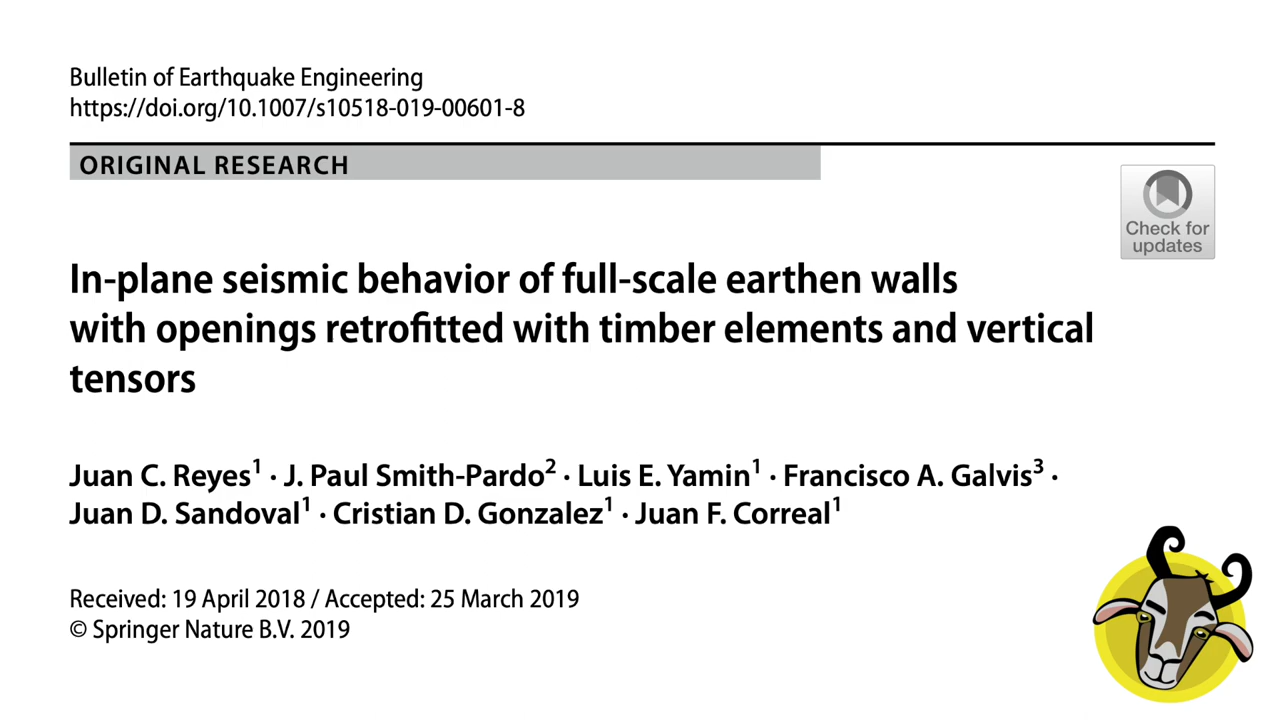 Bulletin of Earthquake Engineering
https://doi.org/10.1007/s10518-019-00601-8
ORIGINAL RESEARCH
Check for
updates
In-plane seismic behavior of full-scale earthen walls
with openings retrofitted with timber elements and vertical
tensors
Juan C. Reyes1 · J. Paul Smith-Pardo2 · Luis E. Yamin1 · Francisco A. Galvis3 ·
Juan D. Sandoval1 · Cristian D. Gonzalez1 · Juan F. Correal1
Received: 19 April 2018 / Accepted: 25 March 2019
© Springer Nature B.V. 2019